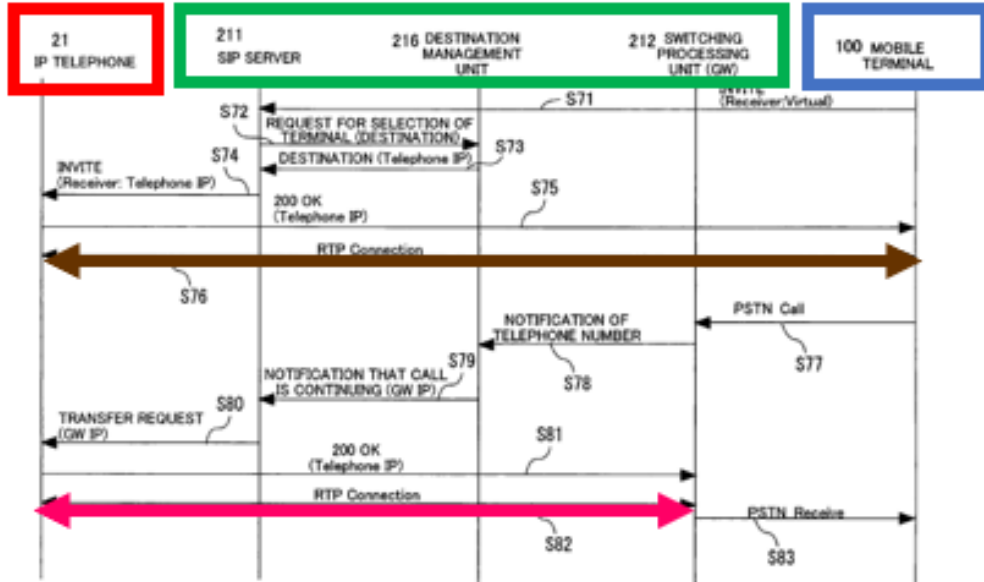 21
IP TELEPHONE
211
SIP SERVER
216 DESTINATION
MANAGEMENT
UNIT
212 SWITCHING
PROCESSING
UNIT (GW)
100 MOBILE
TERMINAL
S71
INVITE
(Receiver:Virtual)
S72
REQUEST FOR SELECTION OF
TERMINAL (DESTINATION)
S73
DESTINATION (Telephone IP)
S74
INVITE
(Receiver: Telephone IP)
S75
200 OK
(Telephone IP)
RTP Connection
S76
PSTN Call
S77
NOTIFICATION OF
TELEPHONE NUMBER
S78
S79
NOTIFICATION THAT CALL
IS CONTINUING (GW IP)
S80
TRANSFER REQUEST
(GW IP)
S81
200 OK
(Telephone IP)
RTP Connection
S82
PSTN Receive
S83